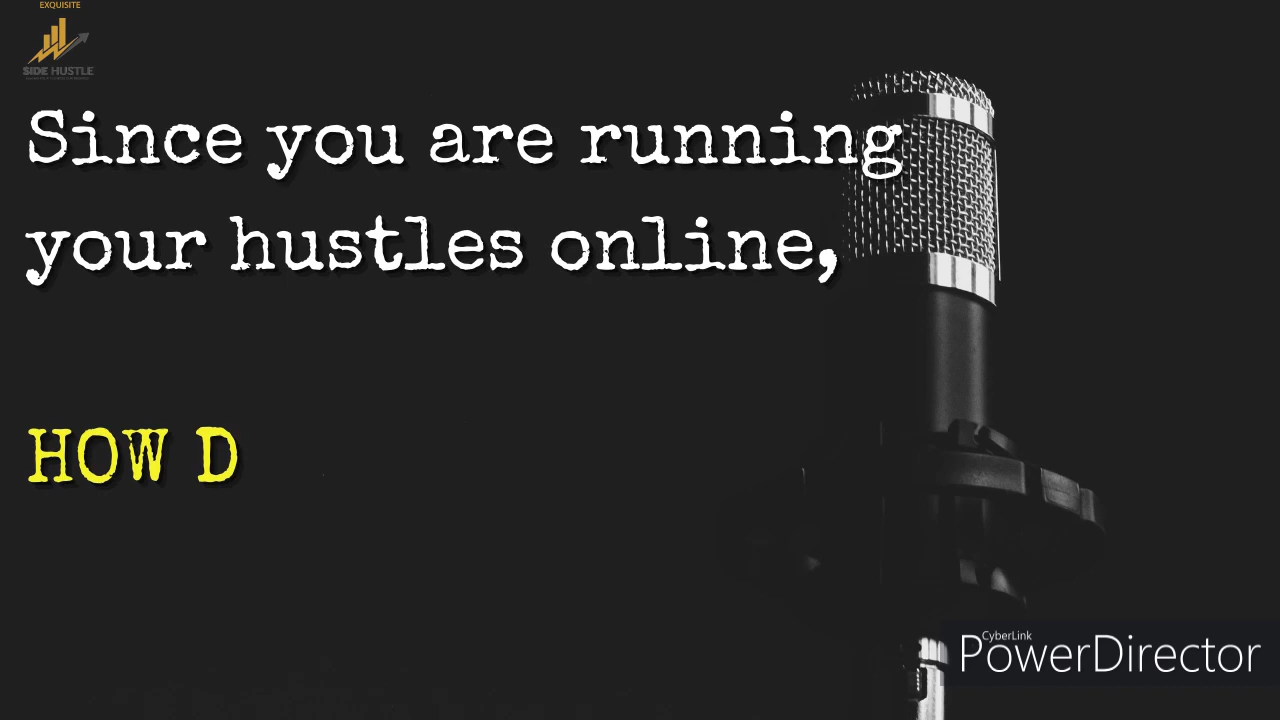 EXQUISITE
SIDE HUSTLE
Since you are running
your hustles online,
HOW D
CyberLink
PowerDirector